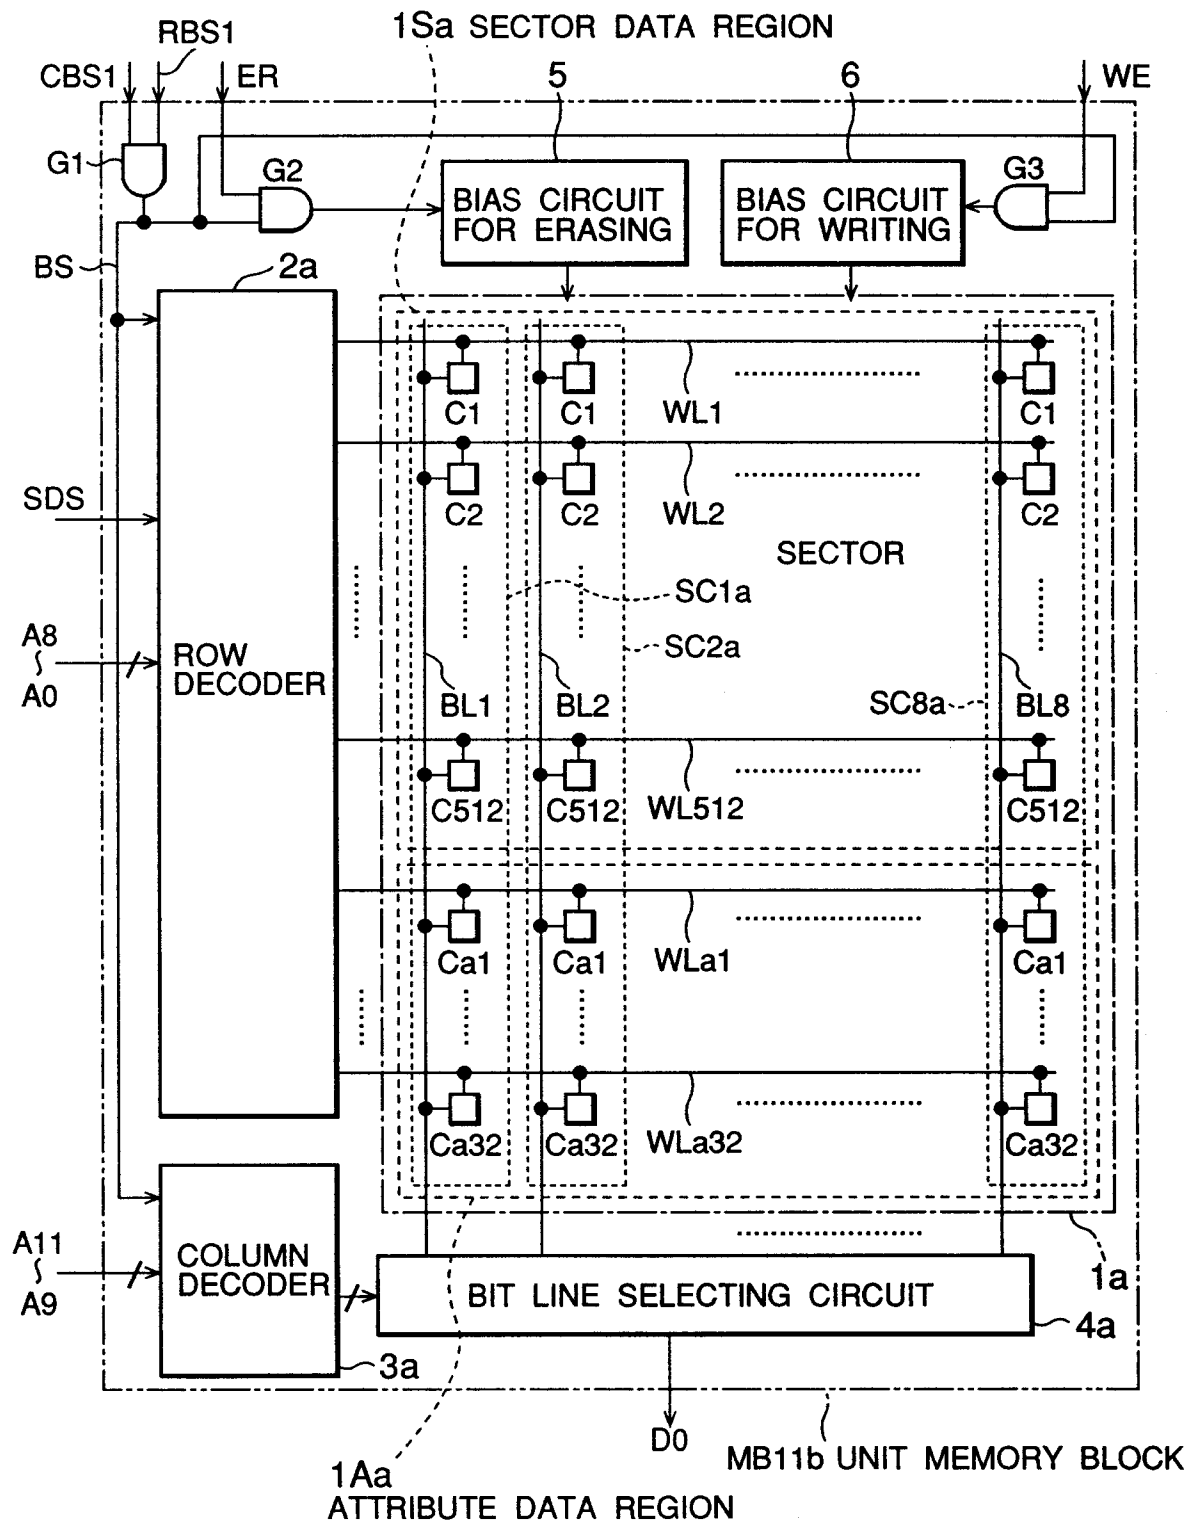 1Sa SECTOR DATA REGION
RBS1
CBS1
ER
5
6
WE
G1
G2
BIAS CIRCUIT
FOR ERASING
BIAS CIRCUIT
FOR WRITING
G3
BS
2a
C1
C1
WL1
C1
C2
C2
WL2
C2
SDS
SECTOR
SC1a
A8
A0
ROW
DECODER
SC2a
BL1
BL2
SC8a
BL8
C512
C512
WL512
C512
Ca1
Ca1
WLa1
Ca1
Ca32
Ca32
WLa32
Ca32
A11
A9
COLUMN
DECODER
BIT LINE SELECTING CIRCUIT
1a
4a
3a
D0
MB11b UNIT MEMORY BLOCK
1Aa
ATTRIBUTE DATA REGION